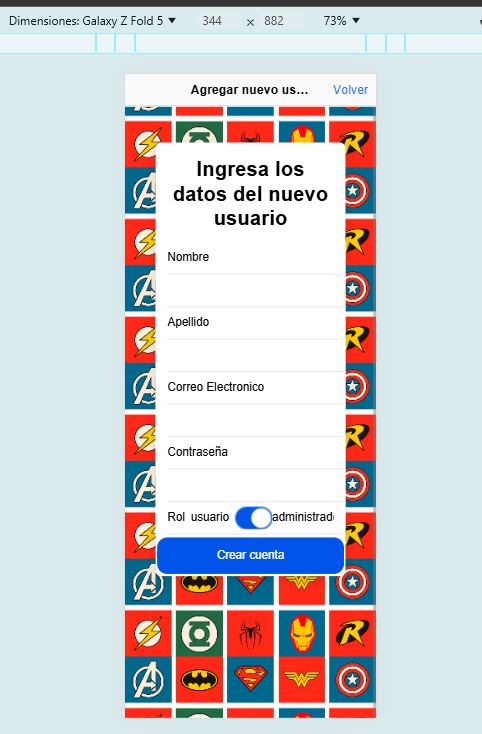 Dimensiones: Galaxy Z Fold 5 ▼ 344 × 882 73% ▼
Agregar nuevo us... Volver
Ingresa los
datos del nuevo
usuario
Nombre
Apellido
Correo Electronico
Contraseña
Rol usuario administrad
Crear cuenta